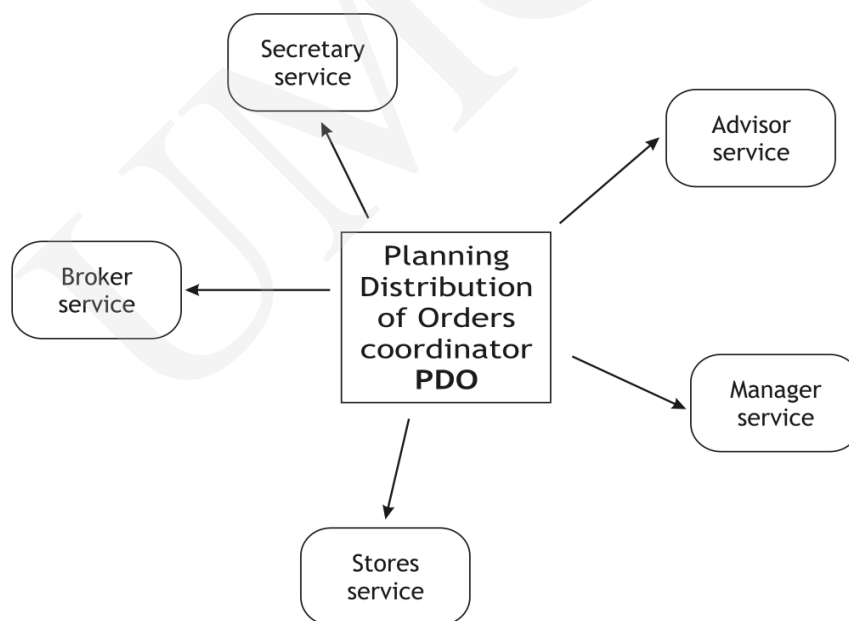 Secretary
service
Advisor
service
Planning
Distribution
of Orders
coordinator
PDO
Broker
service
Manager
service
Stores
service